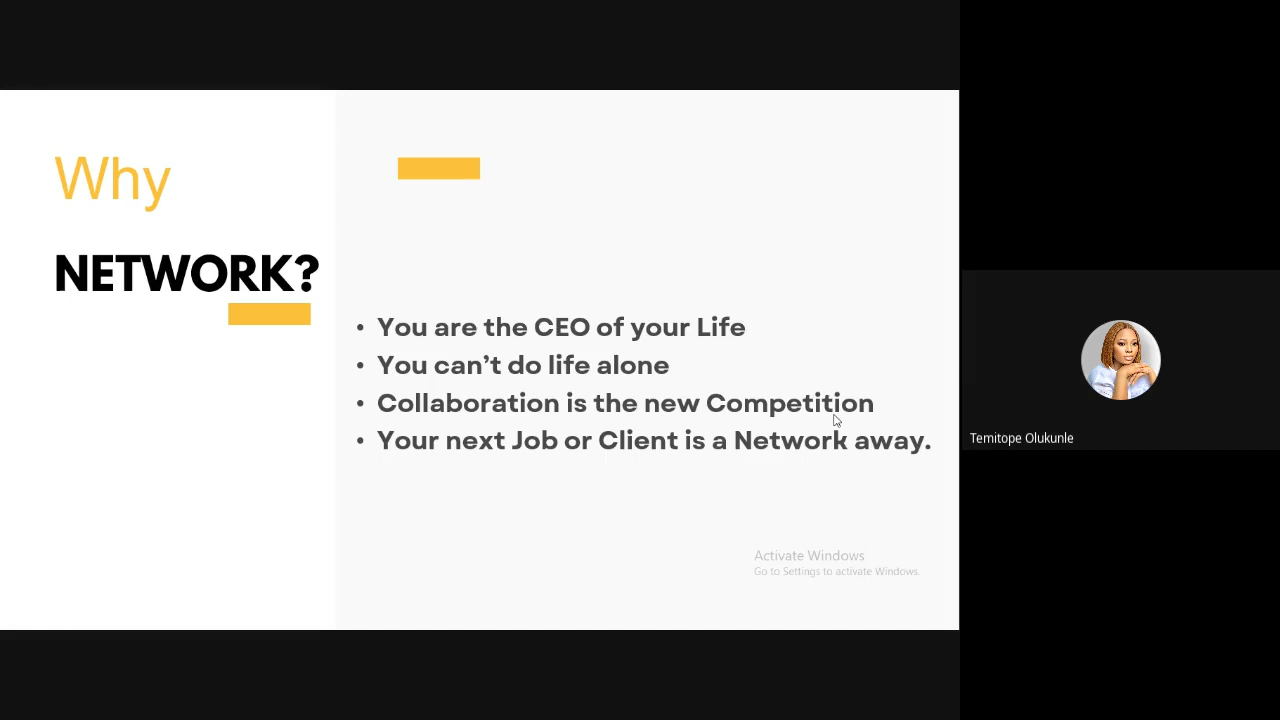 Why
NETWORK?
• You are the CEO of your Life
• You can’t do life alone
• Collaboration is the new Competition
• Your next Job or Client is a Network away.
Activate Windows
Go to Settings to activate Windows.
Temitope Olukunle